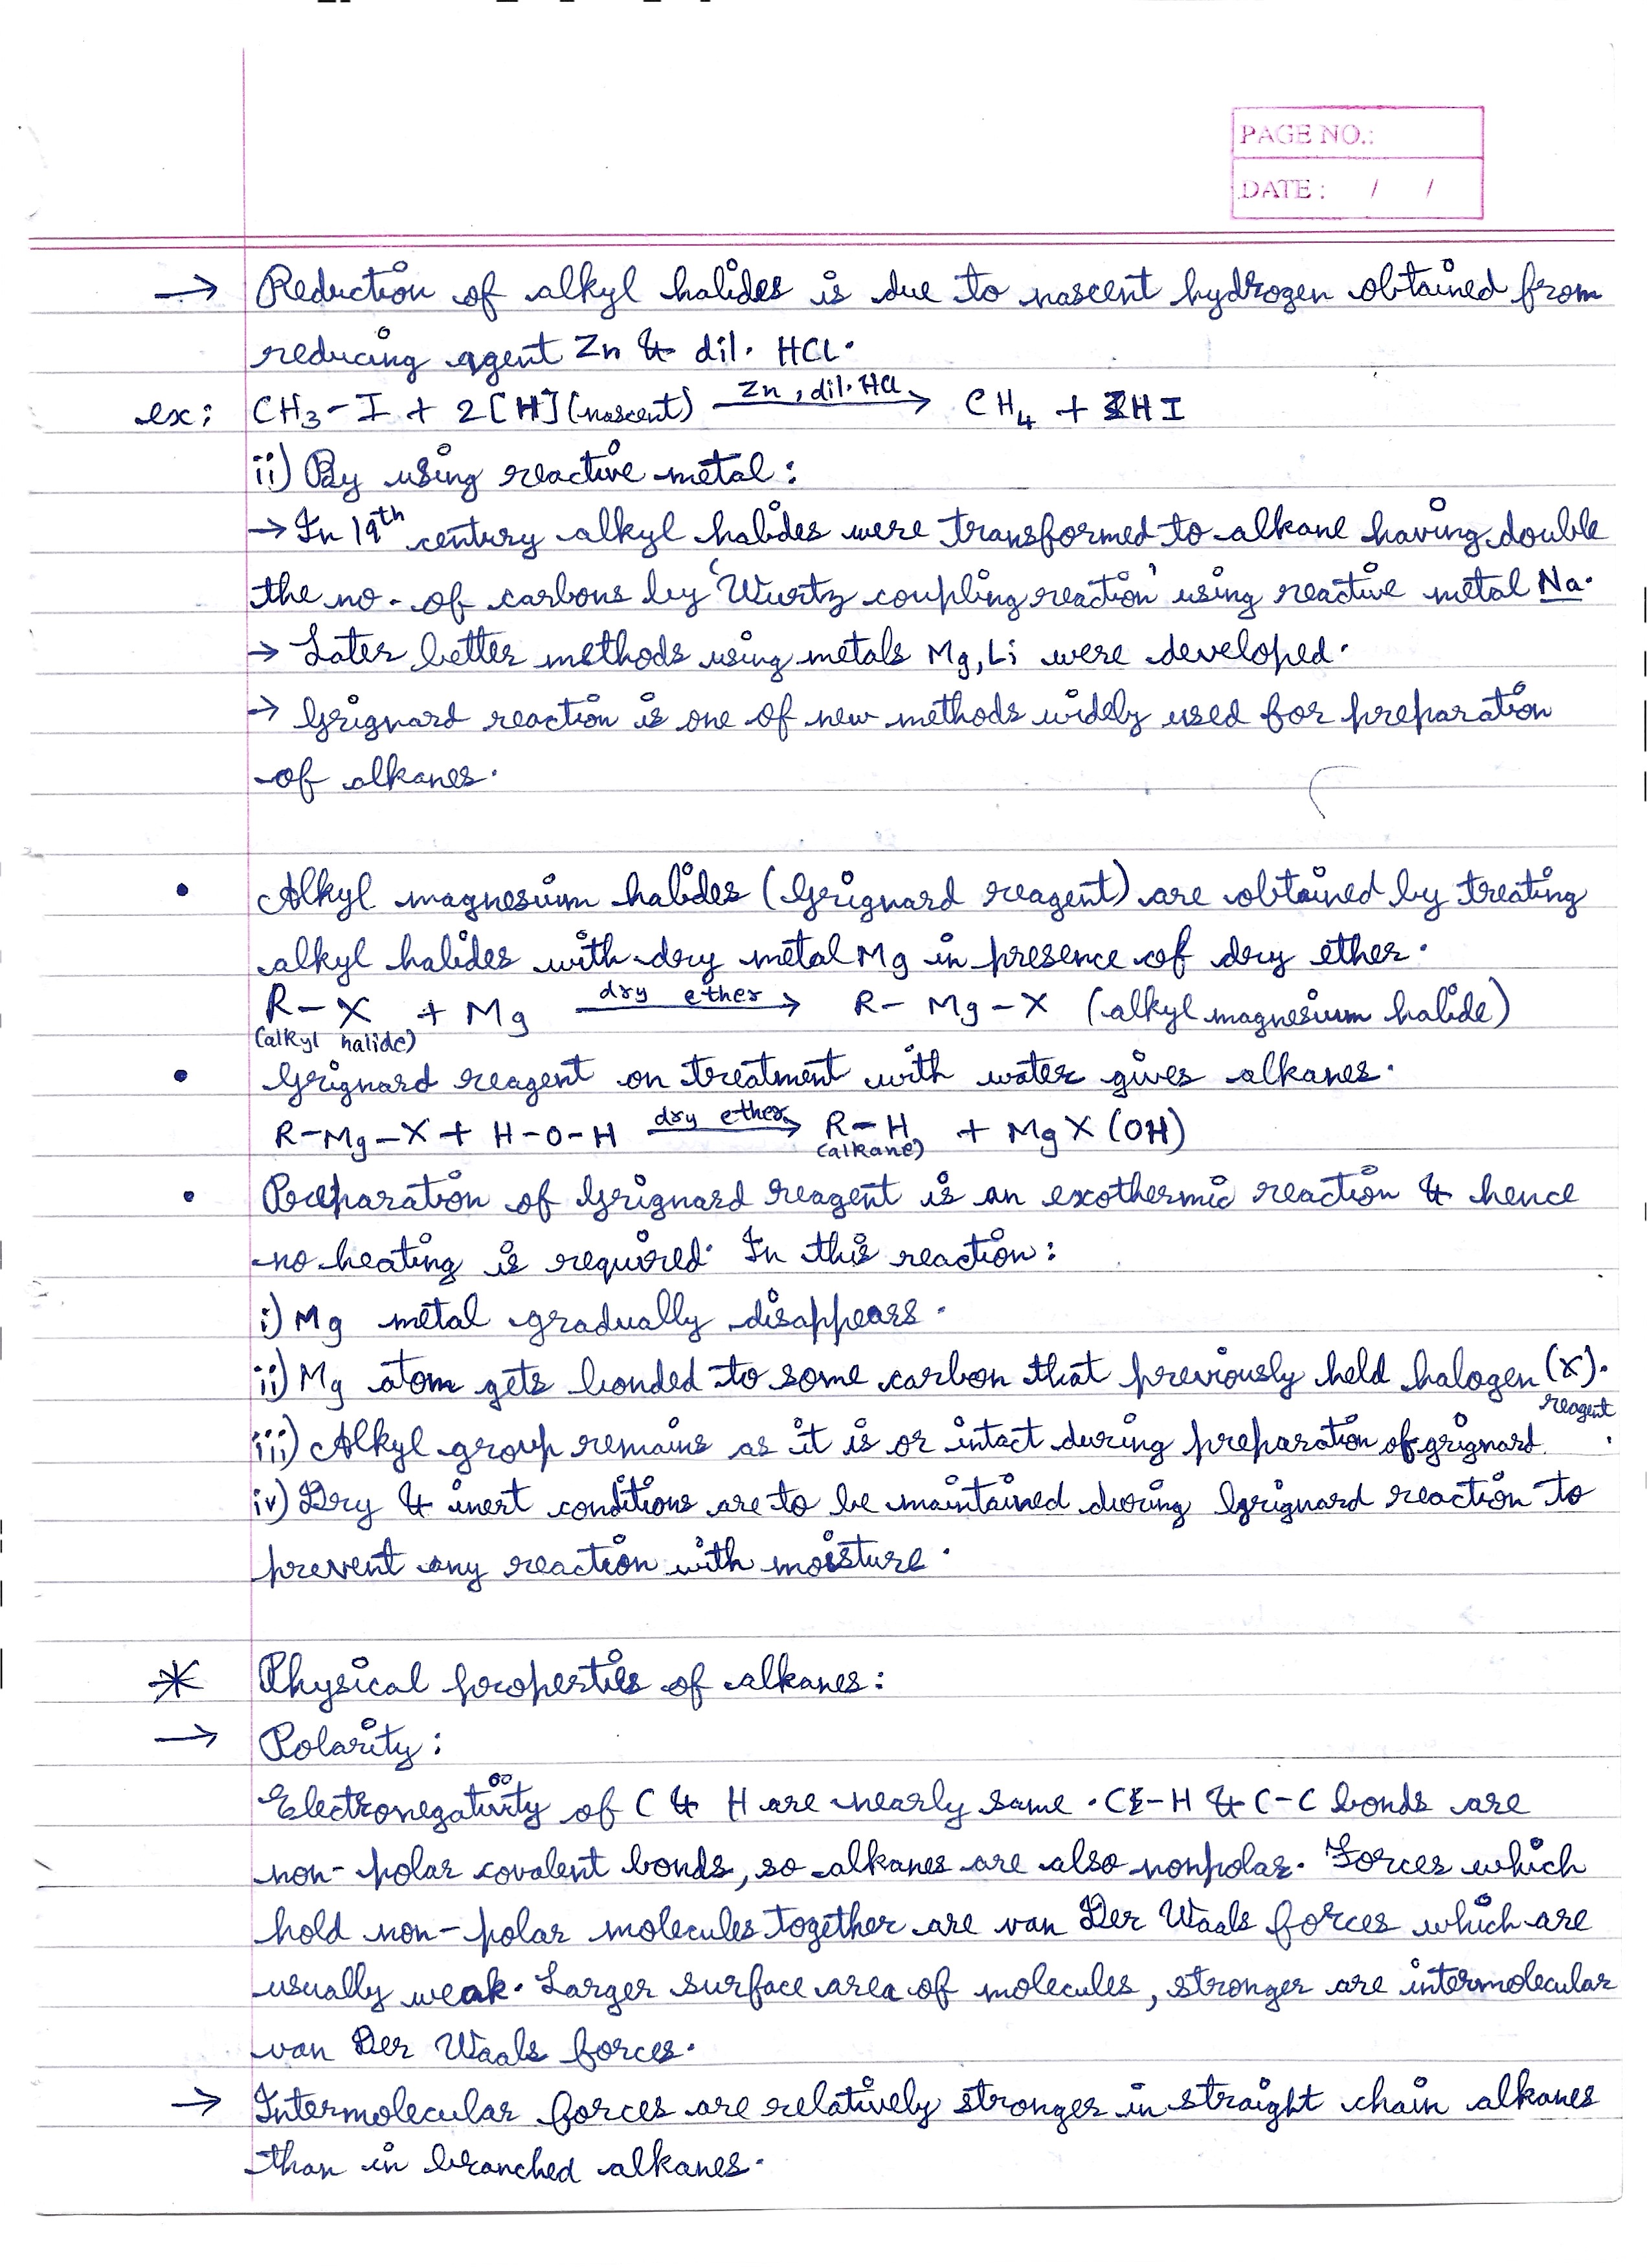 PAGE NO.:
DATE : / /
→ Reduction of alkyl halides is due to nascent hydrogen obtained from
reducing agent Zn & dil. HCl.
ex: CH₃-I + 2[H](nascent) —Zn, dil. HCl→ CH₄ + HI
ii) By using reactive metal:
→ In 19th century alkyl halides were transformed to alkane having double
the no. of carbons by 'Wurtz coupling reaction' using reactive metal Na.
→ Later better methods using metals Mg, Li were developed.
→ Grignard reaction is one of new methods widely used for preparation
of alkanes.
• Alkyl magnesium halides (Grignard reagent) are obtained by treating
alkyl halides with dry metal Mg in presence of dry ether.
R-X + Mg —dry ether→ R-Mg-X (alkyl magnesium halide)
(alkyl halide)
• Grignard reagent on treatment with water gives alkanes.
R-Mg-X + H-O-H —dry ether→ R-H + MgX(OH)
(alkane)
• Preparation of Grignard reagent is an exothermic reaction & hence
no heating is required. In this reaction:
i) Mg metal gradually disappears.
ii) Mg atom gets bonded to some carbon that previously held halogen (X).
iii) Alkyl group remains as it is or intact during preparation of grignard reagent.
iv) Dry & inert conditions are to be maintained during Grignard reaction to
prevent any reaction with moisture.
* Physical properties of alkanes:
→ Polarity:
Electronegativity of C & H are nearly same. C-H & C-C bonds are
non-polar covalent bonds, so alkanes are also nonpolar. Forces which
hold non-polar molecules together are van Der Waals forces which are
usually weak. Larger surface area of molecules, stronger are intermolecular
van Der Waals forces.
→ Intermolecular forces are relatively stronger in straight chain alkanes
than in branched alkanes.